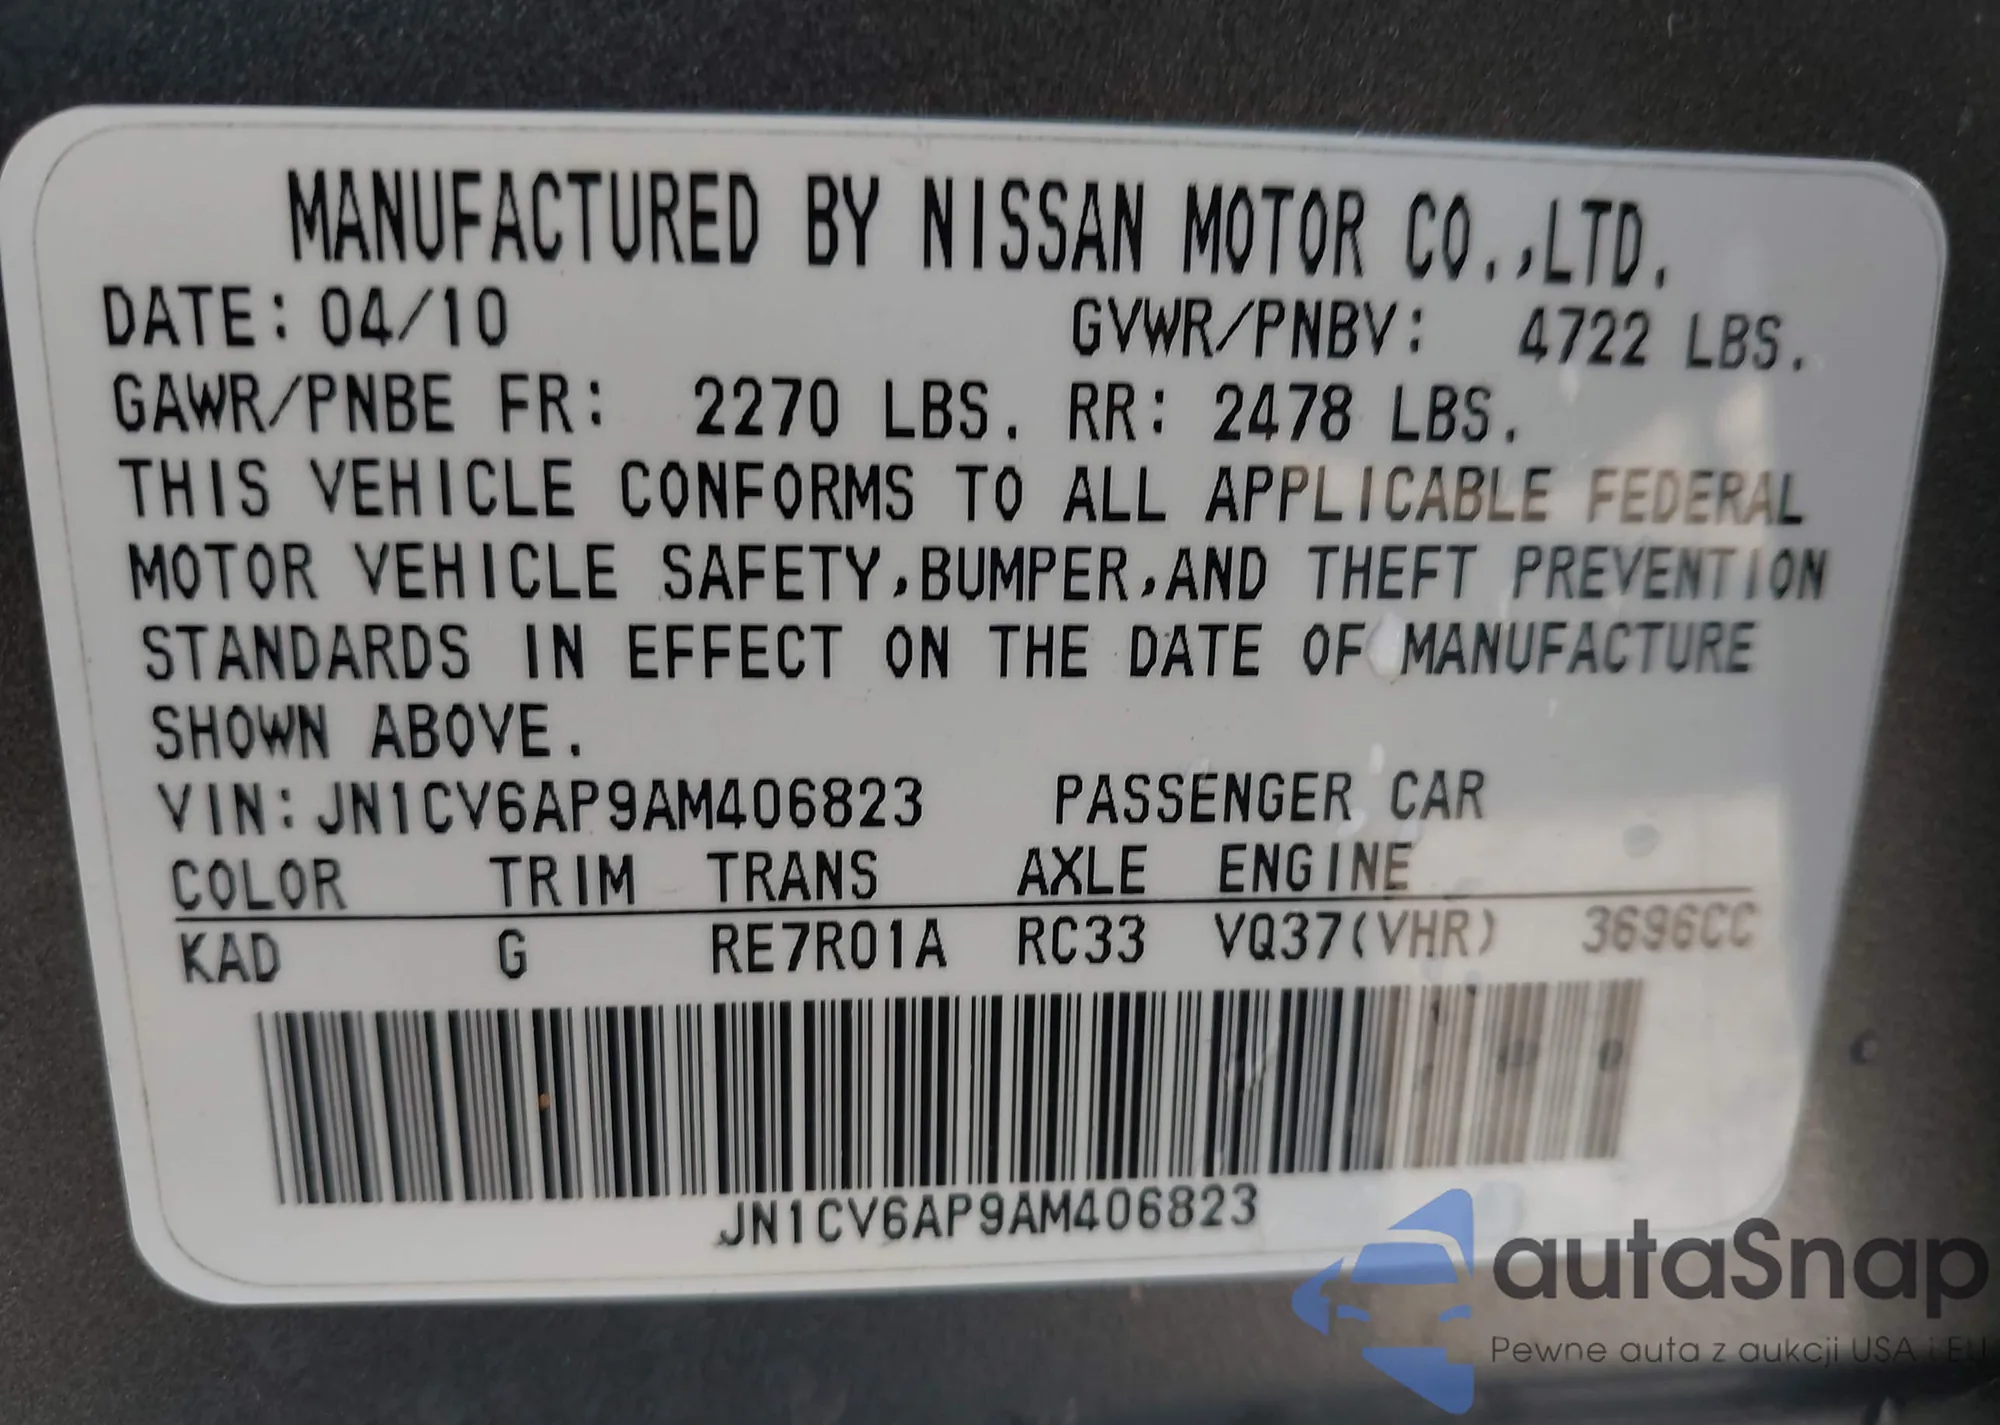 MANUFACTURED BY NISSAN MOTOR CO.,LTD.
DATE: 04/10 GVWR/PNBV: 4722 LBS.
GAWR/PNBE FR: 2270 LBS. RR: 2478 LBS.
THIS VEHICLE CONFORMS TO ALL APPLICABLE FEDERAL
MOTOR VEHICLE SAFETY,BUMPER,AND THEFT PREVENTION
STANDARDS IN EFFECT ON THE DATE OF MANUFACTURE
SHOWN ABOVE.
VIN: JN1CV6AP9AM406823 PASSENGER CAR
COLOR TRIM TRANS AXLE ENGINE
KAD G RE7R01A RC33 VQ37(VHR) 3696CC
JN1CV6AP9AM406823
autaSnap
Pewne auta z aukcji USA i EU